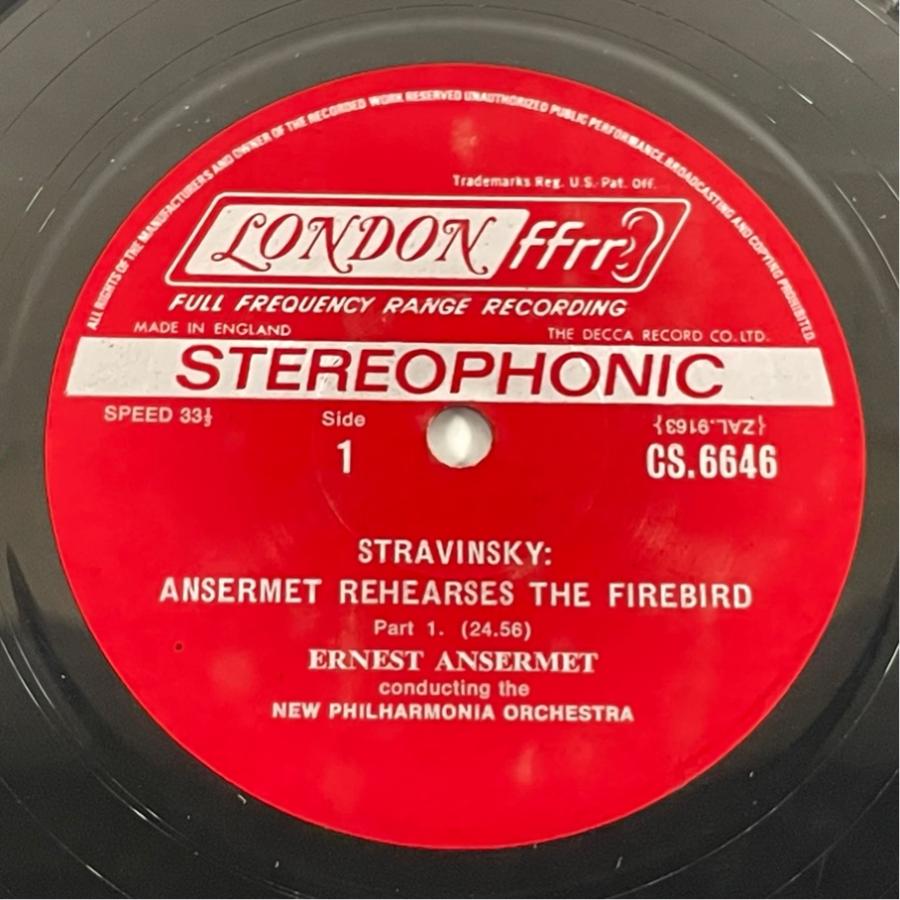 ALL RIGHTS OF THE MANUFACTURERS AND OWNER OF THE RECORDED WORK RESERVED UNAUTHORIZED PUBLIC PERFORMANCE, BROADCASTING AND COPYING PROHIBITED
Trademarks Reg. U.S. Pat. Off.
LONDON ffrr
FULL FREQUENCY RANGE RECORDING
MADE IN ENGLAND THE DECCA RECORD CO. LTD.
STEREOPHONIC
SPEED 33⅓ Side {ZAL.9163}
1 CS.6646
STRAVINSKY:
ANSERMET REHEARSES THE FIREBIRD
Part 1. (24.56)
ERNEST ANSERMET
conducting the
NEW PHILHARMONIA ORCHESTRA